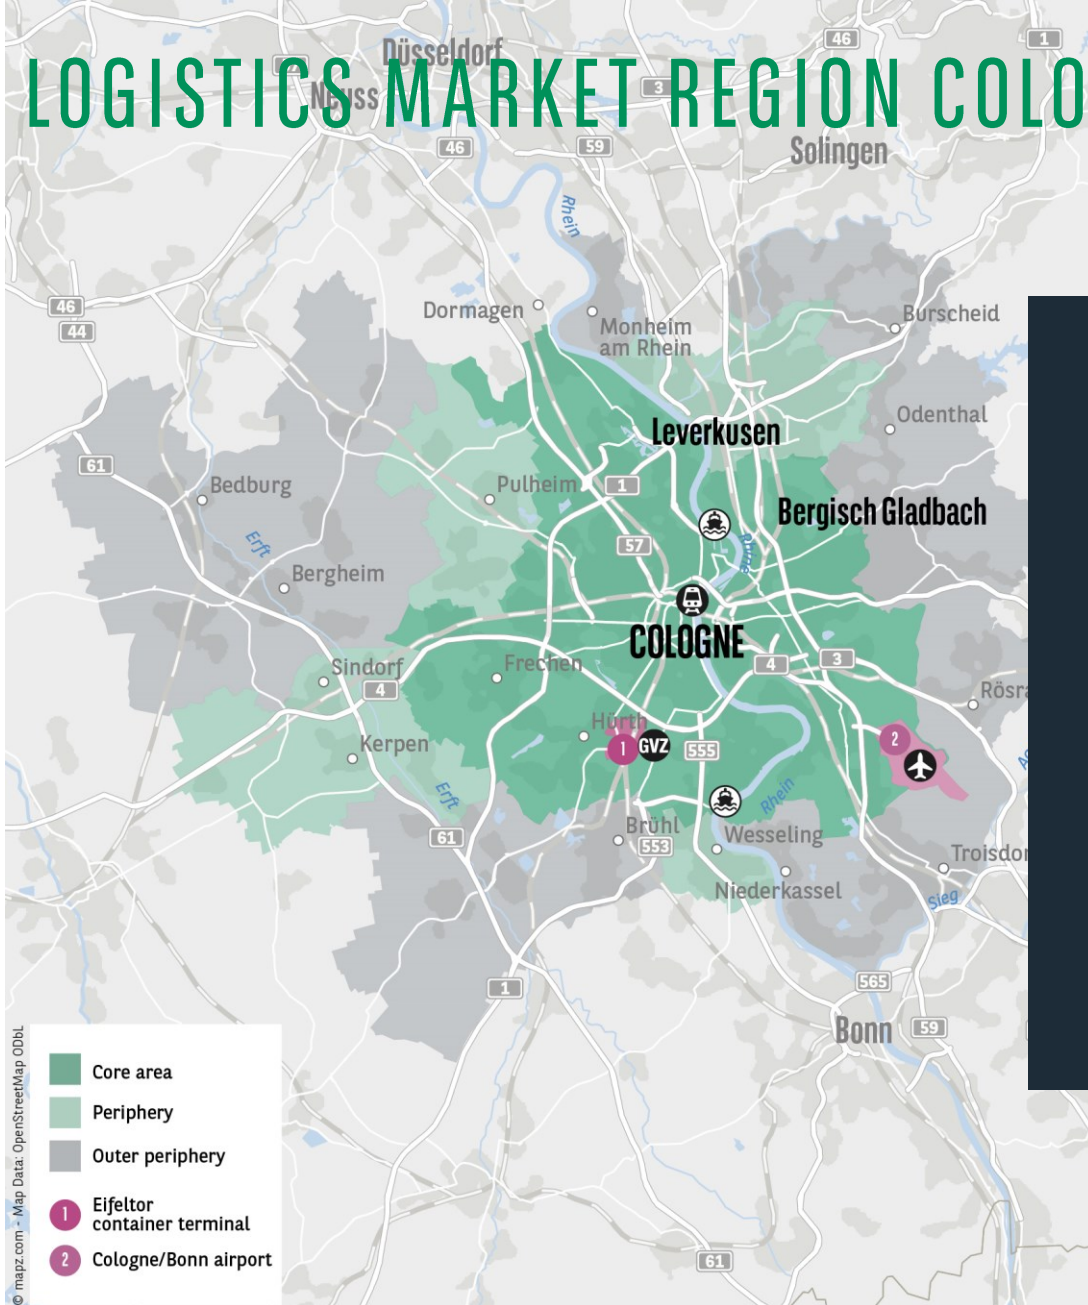 LOGISTICS MARKET REGION COLO
Düsseldorf
Neuss
46
1
3
46
59
Solingen
Rhein
46
44
Dormagen
Monheim
am Rhein
Burscheid
Leverkusen
Odenthal
61
Bedburg
Pulheim
1
Bergisch Gladbach
Erft
57
Bergheim
COLOGNE
Sindorf
4
Frechen
4
3
Rösra
Hürth
Kerpen
1
GVZ
555
2
Erft
Rhein
61
Brühl
553
Wesseling
Troisdor
Niederkassel
Sieg
1
565
Bonn
59
Core area
Periphery
Outer periphery
1
Eifeltor
container terminal
2
Cologne/Bonn airport
61
© mapz.com - Map Data: OpenStreetMap ODbL